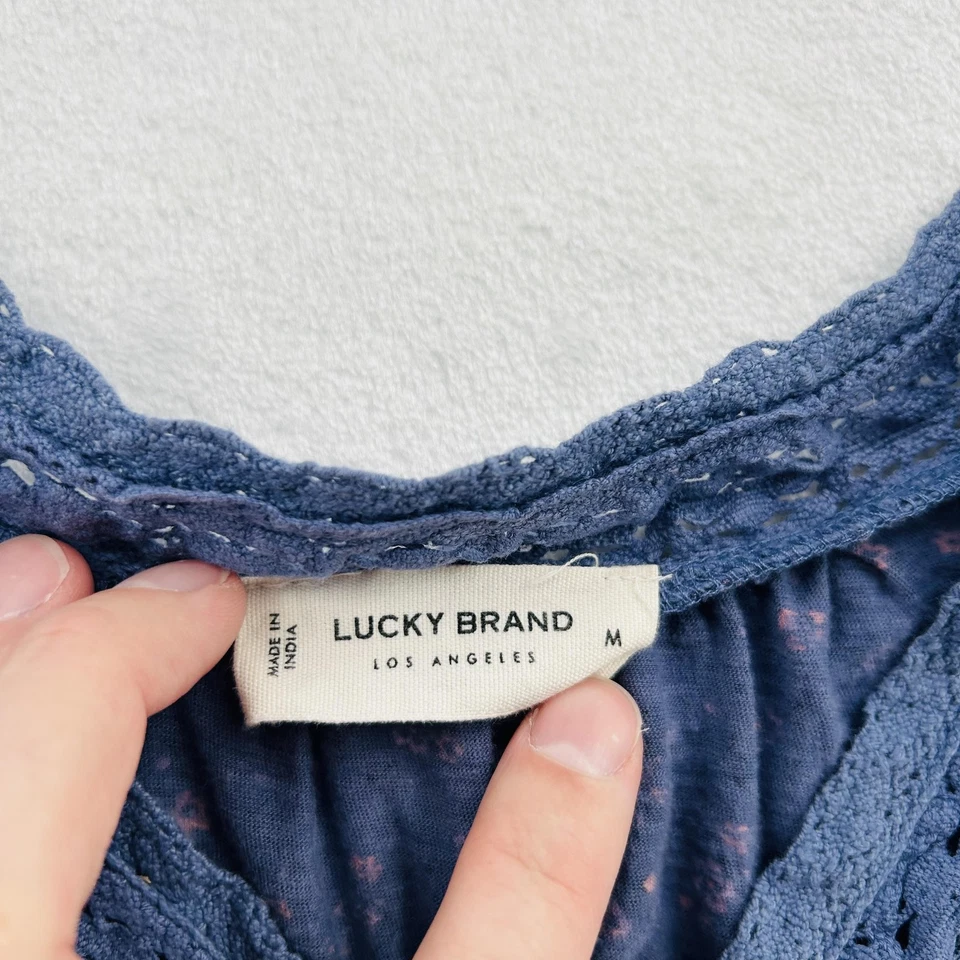 MADE IN
INDIA
LUCKY BRAND
LOS ANGELES
M